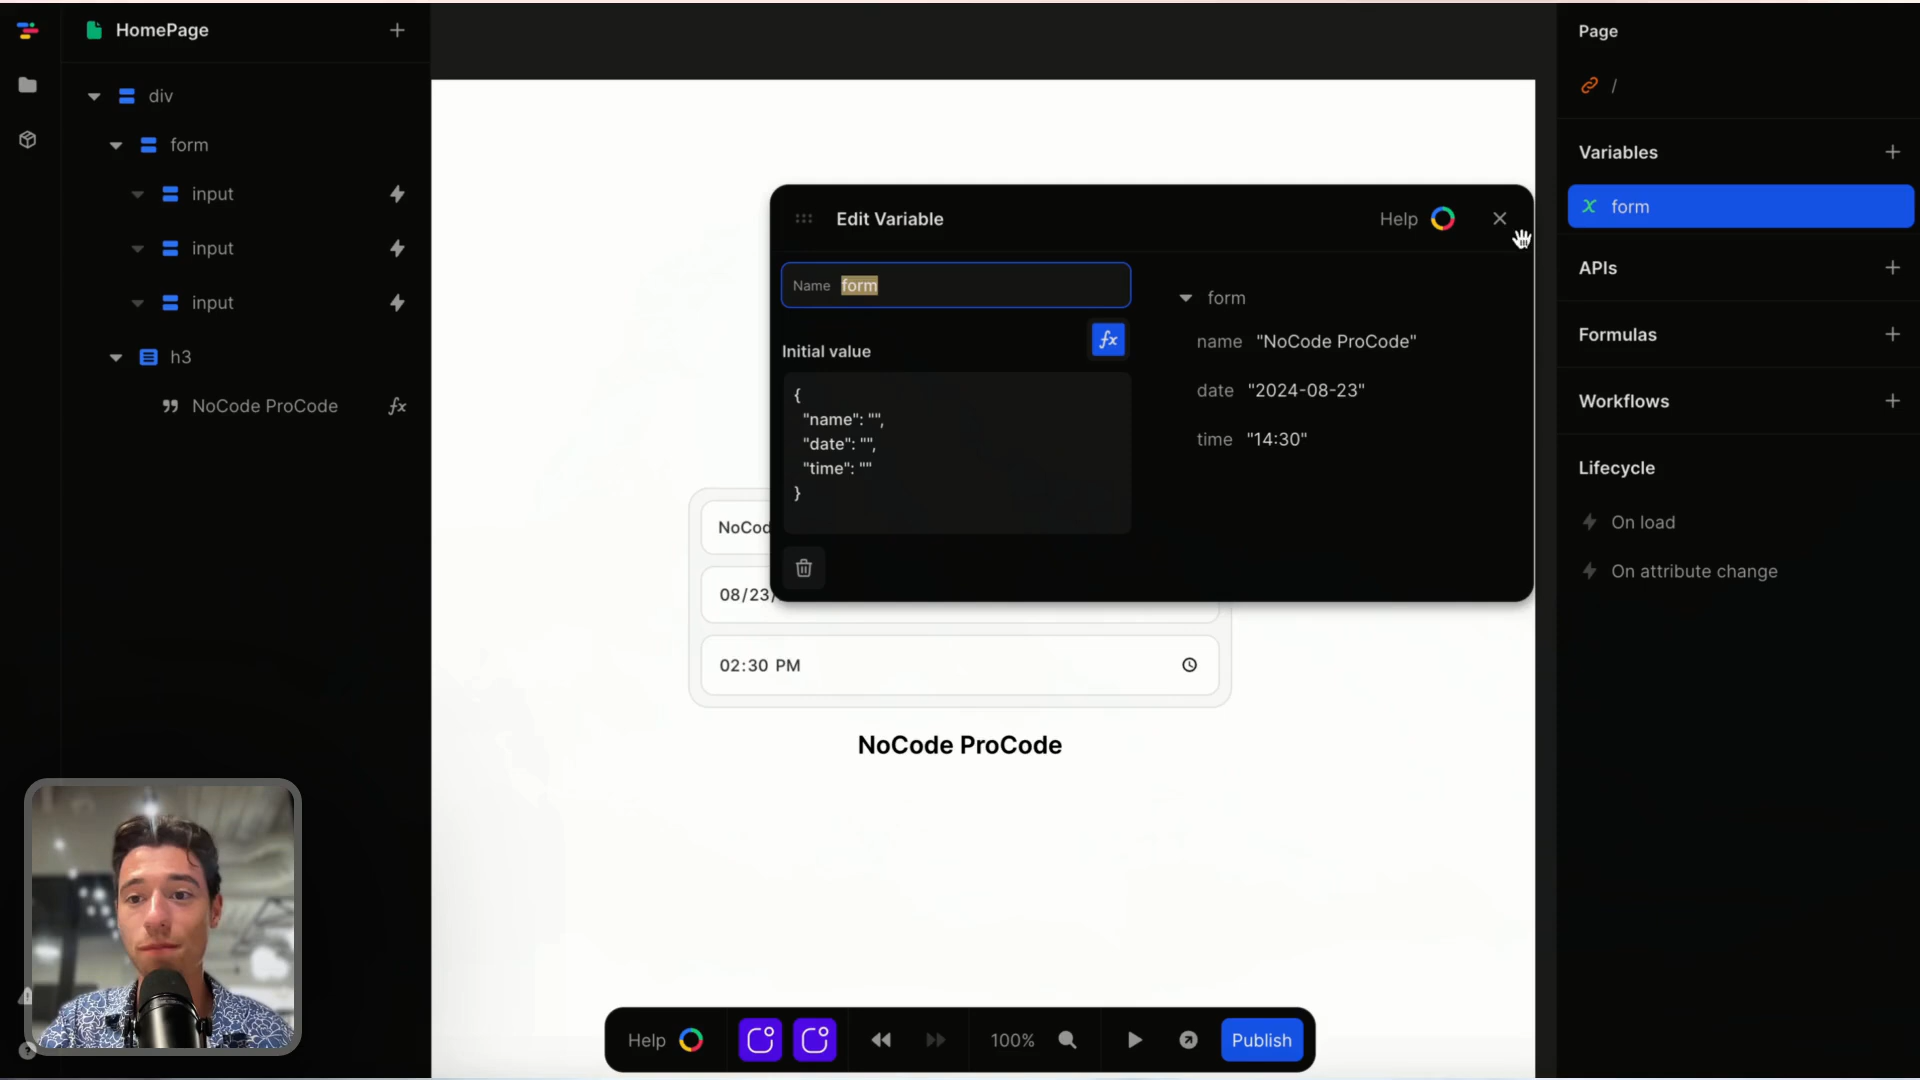 HomePage
div
form
input
input
input
h3
NoCode ProCode
Edit Variable
Help
Name form
Initial value
{
"name": "",
"date": "",
"time": ""
}
form
name "NoCode ProCode"
date "2024-08-23"
time "14:30"
NoCod
08/23/
02:30 PM
NoCode ProCode
Help
100%
Publish
Page
/
Variables
form
APIs
Formulas
Workflows
Lifecycle
On load
On attribute change